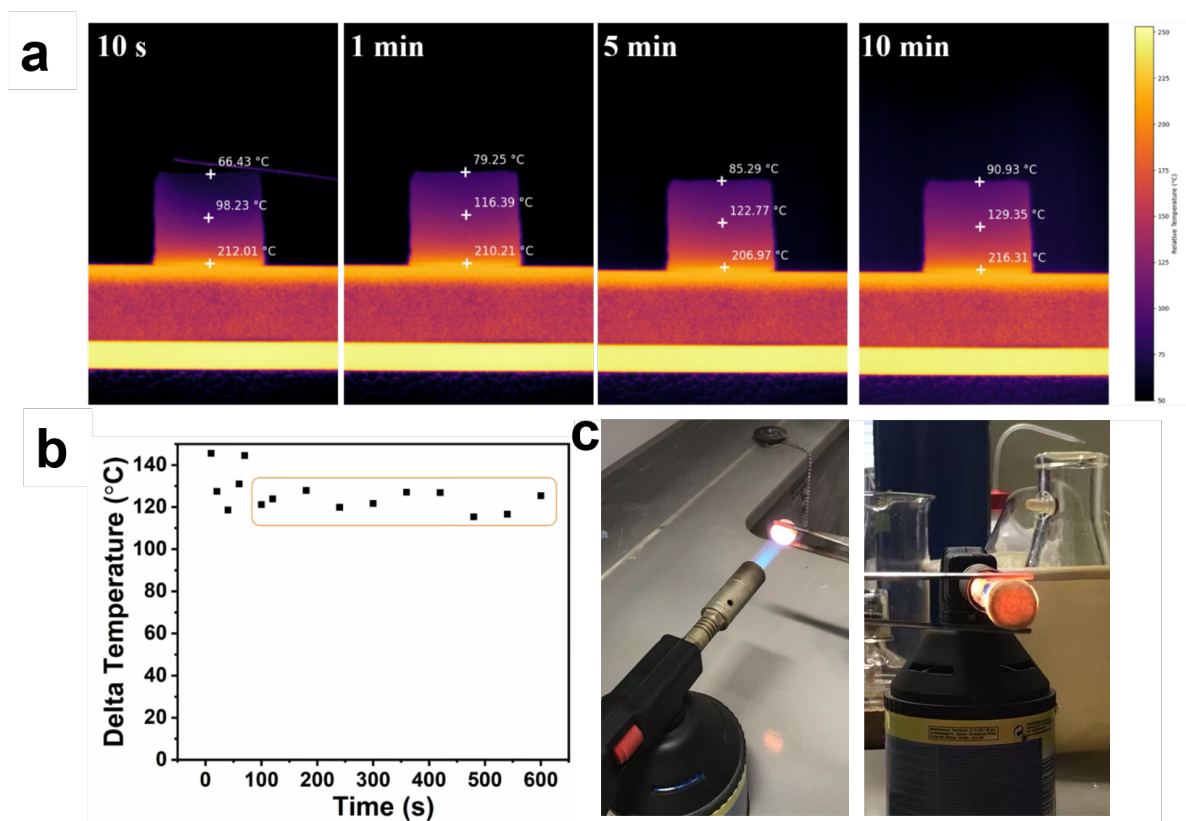 a
10 s
1 min
5 min
10 min
66.43 °C
98.23 °C
212.01 °C
79.25 °C
116.39 °C
210.21 °C
85.29 °C
122.77 °C
206.97 °C
90.93 °C
129.35 °C
216.31 °C
250
225
200
175
150
125
100
75
50
Relative Temperature (°C)
b
Delta Temperature (°C)
140
120
100
80
60
40
20
0
0
100
200
300
400
500
600
Time (s)
c